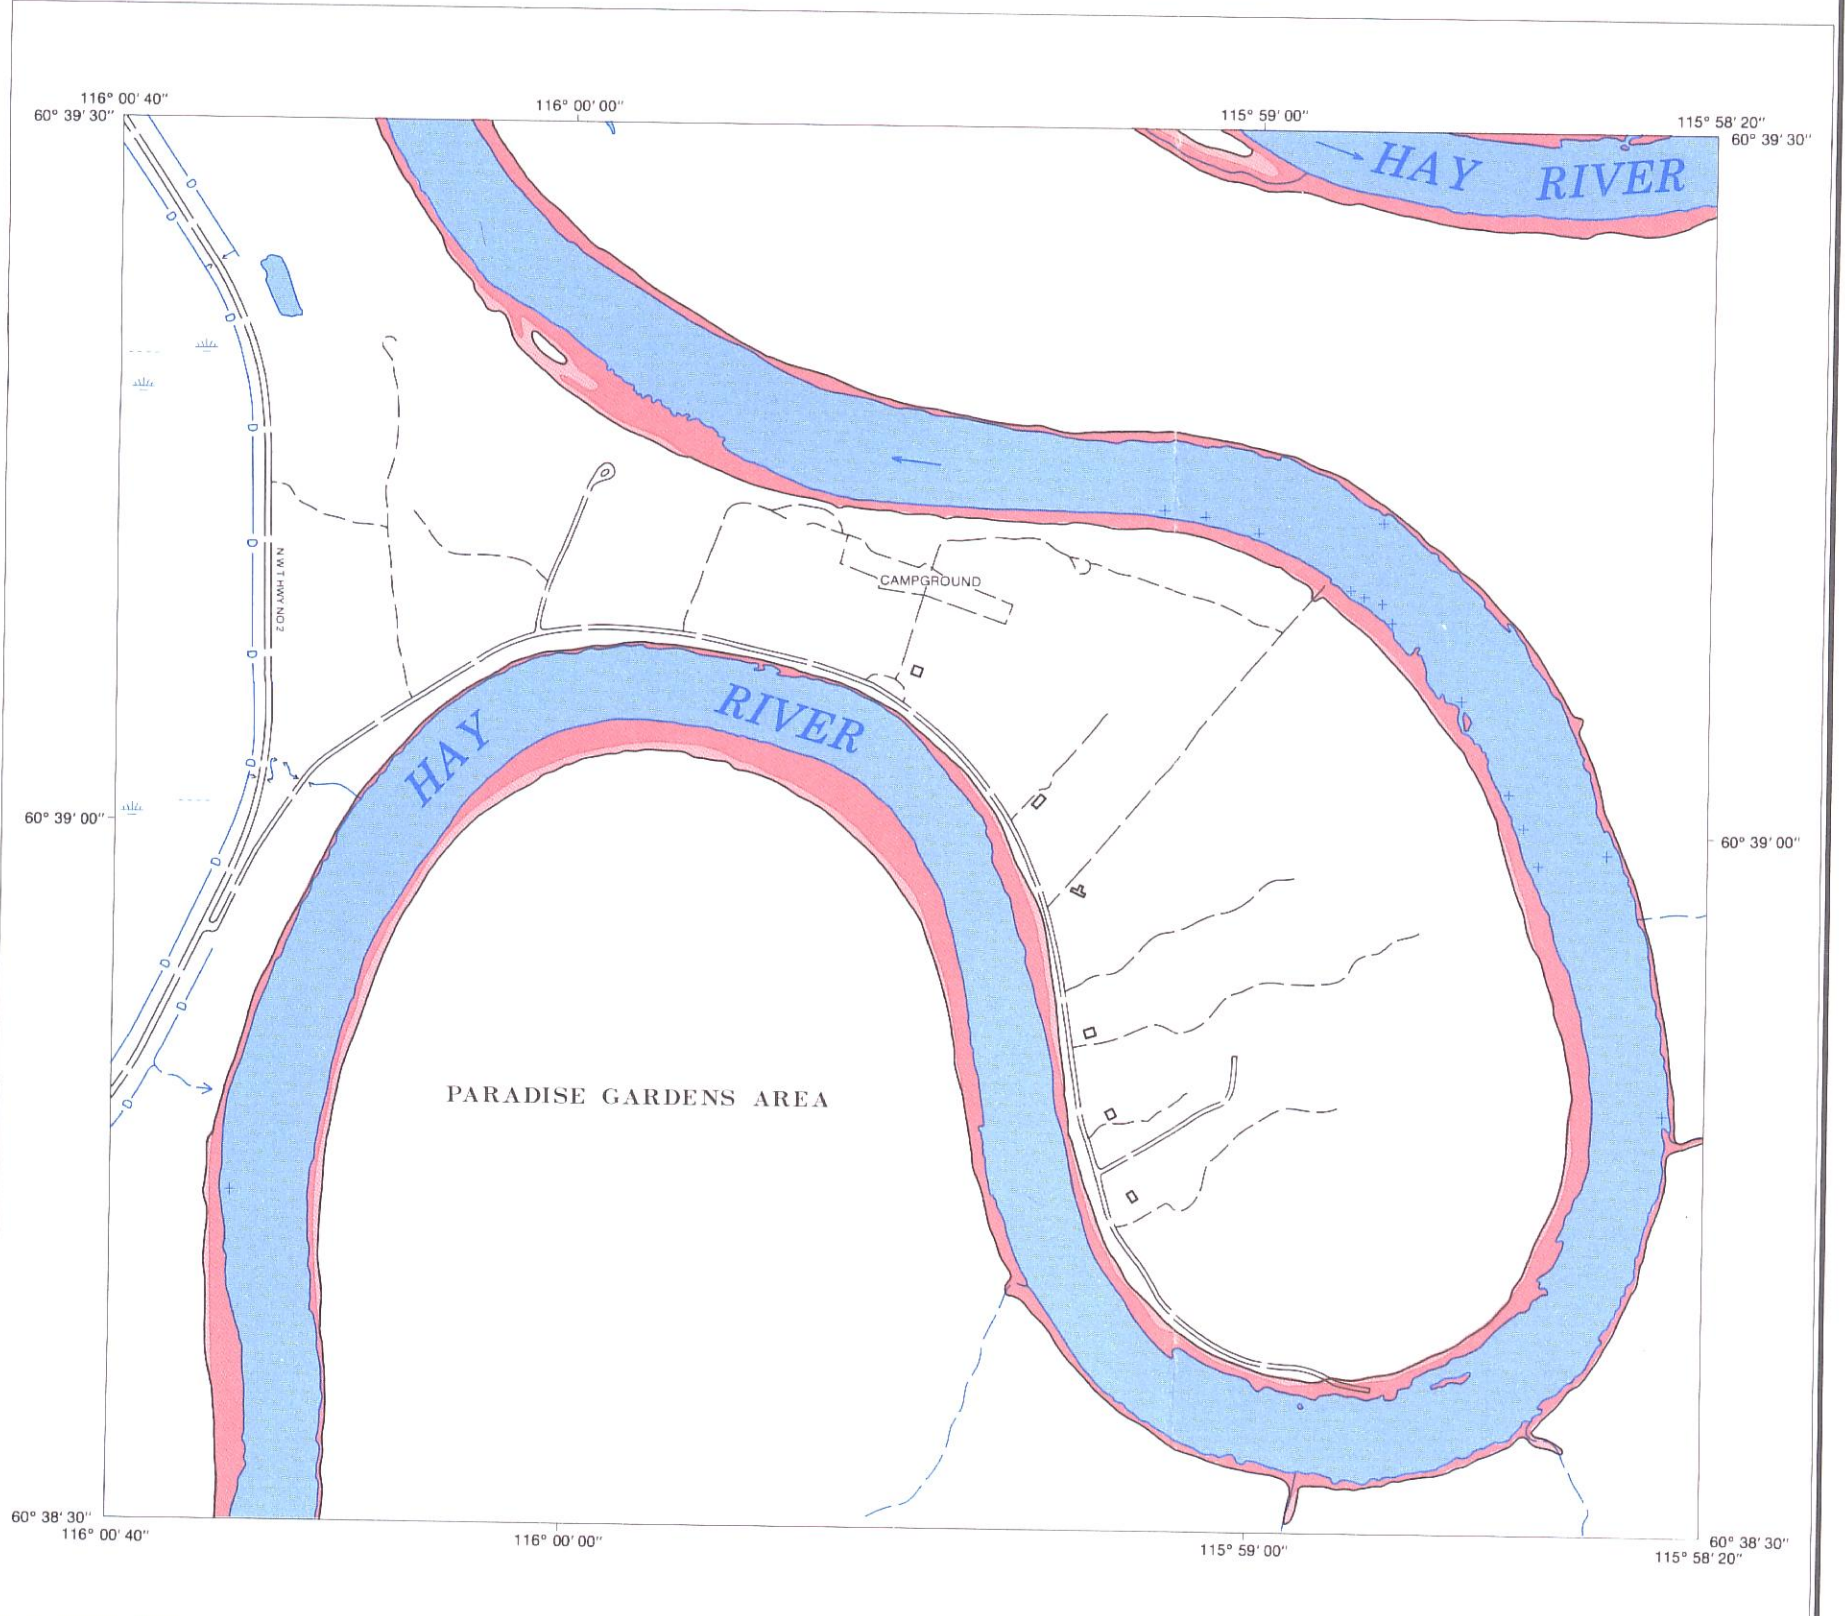 116° 00' 40"
116° 00' 00"
115° 59' 00"
115° 58' 20"
60° 39' 30"
60° 39' 30"
HAY RIVER
D
D
D
D
D
N W T HWY NO 2
D
CAMPGROUND
D
HAY RIVER
D
60° 39' 00"
60° 39' 00"
D
D
D
D
PARADISE GARDENS AREA
60° 38' 30"
60° 38' 30"
116° 00' 40"
116° 00' 00"
115° 59' 00"
115° 58' 20"